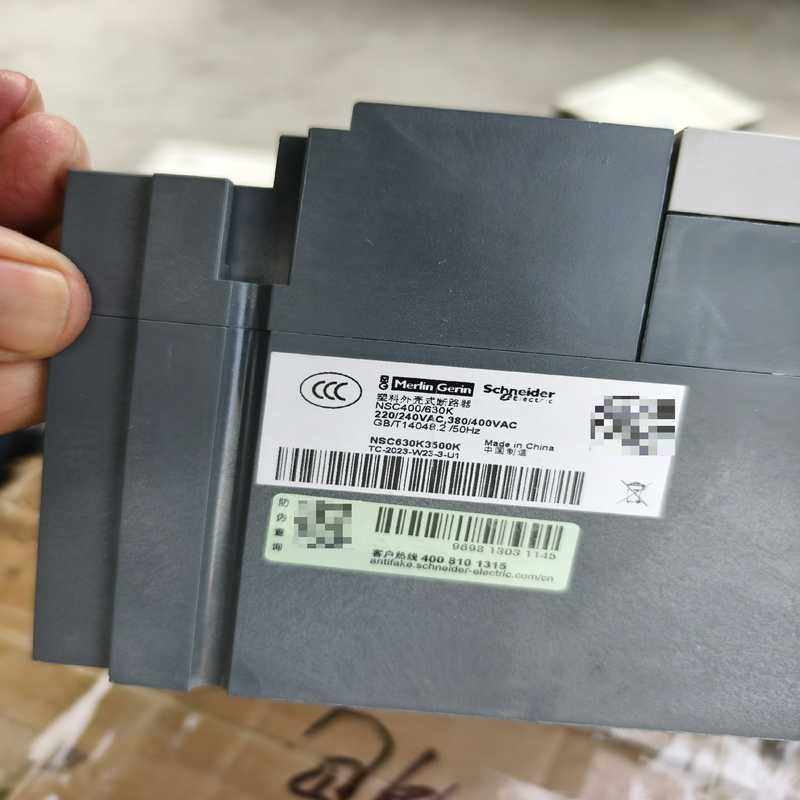 CCC
Merlin Gerin Schneider Electric
塑料外壳式断路器
NSC400/630K
220/240VAC,380/400VAC
GB/T14048.2 /50Hz
NSC630K3500K
TC-2023-W23-3-U1
Made in China
中国制造
防伪查询
9698 1303 1145
客户热线 400 810 1315
antifake.schneider-electric.com/cn